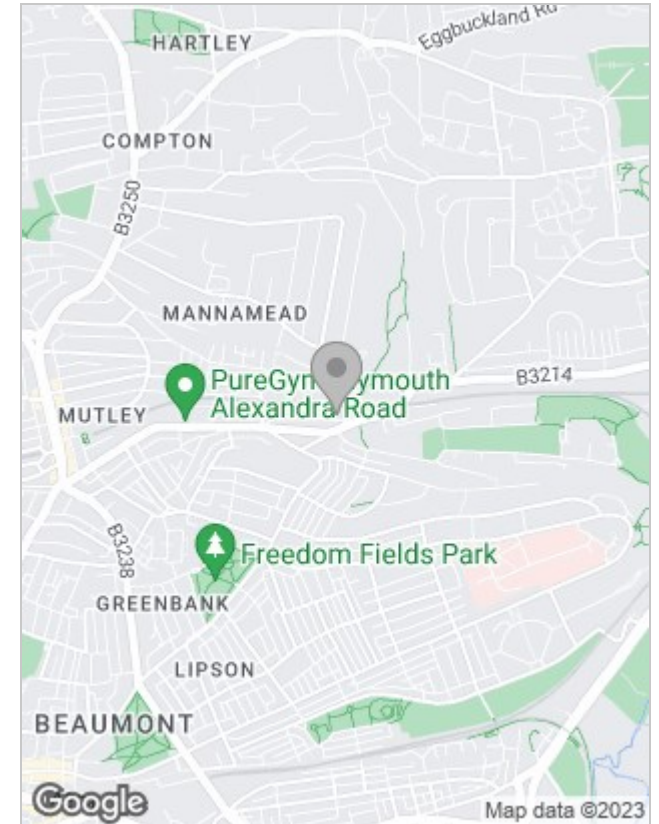 Eggbuckland Rd
HARTLEY
COMPTON
B3250
MANNAMEAD
B3214
PureGym Plymouth
Alexandra Road
MUTLEY
B3238
Freedom Fields Park
GREENBANK
LIPSON
BEAUMONT
Google
Map data ©2023